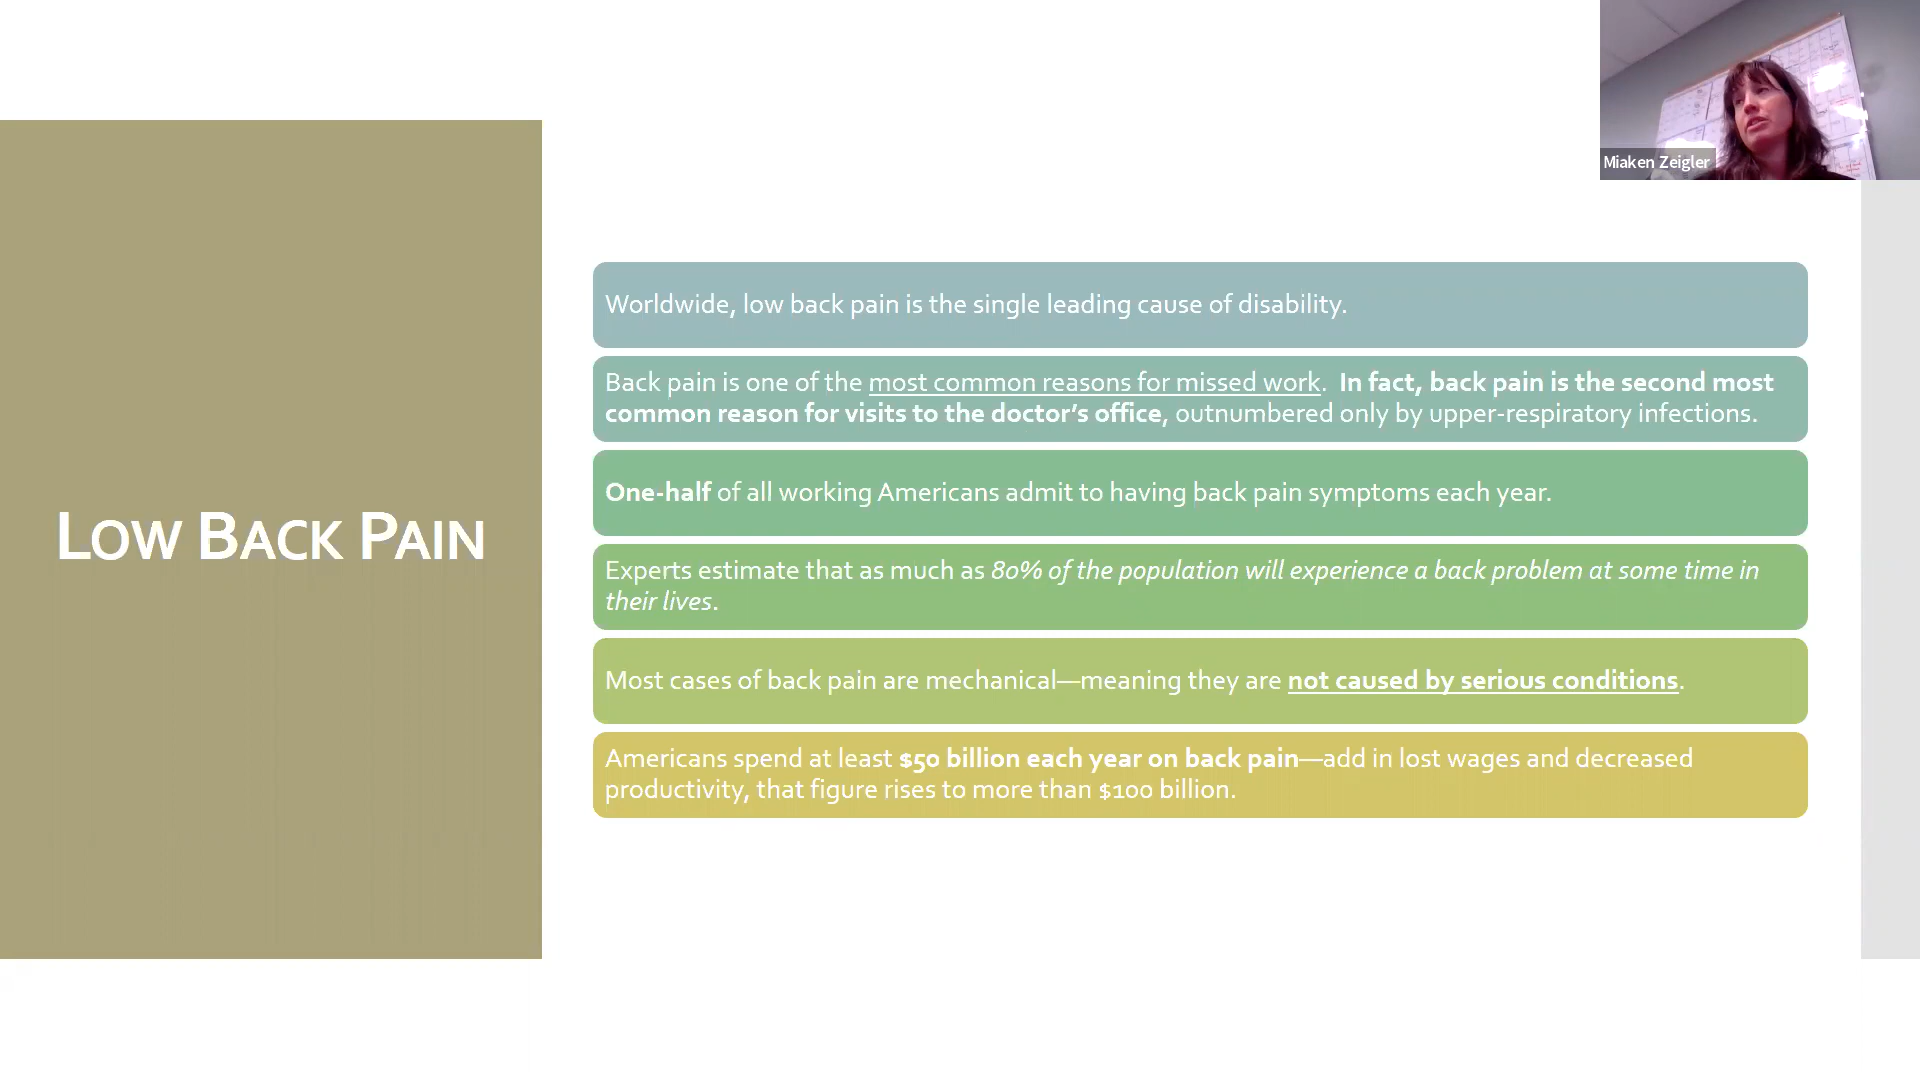 Miaken Zeigler
LOW BACK PAIN
Worldwide, low back pain is the single leading cause of disability.
Back pain is one of the most common reasons for missed work.  In fact, back pain is the second most
common reason for visits to the doctor’s office, outnumbered only by upper-respiratory infections.
One-half of all working Americans admit to having back pain symptoms each year.
Experts estimate that as much as 80% of the population will experience a back problem at some time in
their lives.
Most cases of back pain are mechanical—meaning they are not caused by serious conditions.
Americans spend at least $50 billion each year on back pain—add in lost wages and decreased
productivity, that figure rises to more than $100 billion.